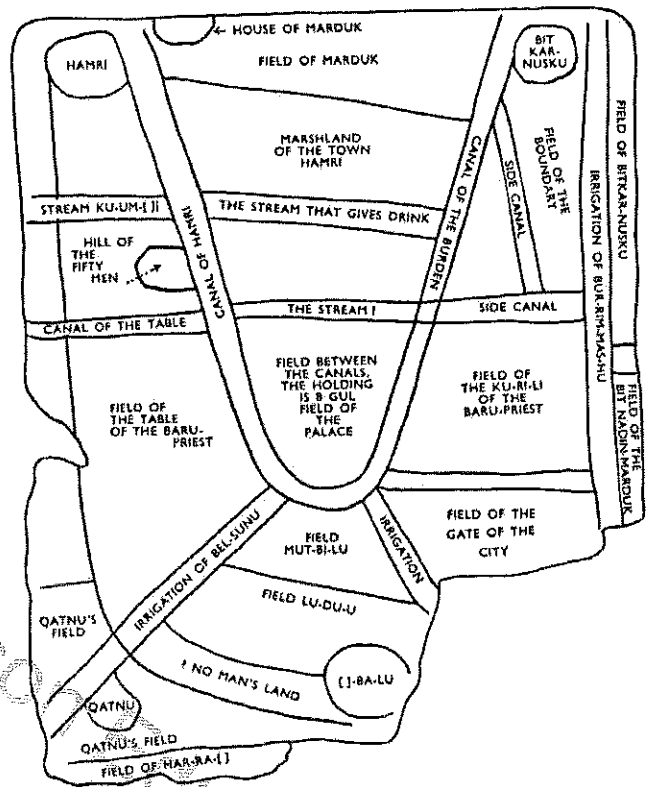 ← HOUSE OF MARDUK
HAMRI
FIELD OF MARDUK
BIT
KAR-
NUSKU
MARSHLAND
OF THE TOWN
HAMRI
CANAL OF THE BURDEN
SIDE CANAL
FIELD OF THE
BOUNDARY
IRRIGATION OF BUR-RIM-MAS-HU
FIELD OF BITKAR-NUSKU
STREAM KU-UM-[ ]I
CANAL OF HAMRI
THE STREAM THAT GIVES DRINK
HILL OF
THE
FIFTY
MEN
CANAL OF THE TABLE
THE STREAM ?
SIDE CANAL
FIELD BETWEEN
THE CANALS,
THE HOLDING
IS 8 GUL
FIELD OF
THE
PALACE
FIELD OF
THE KU-RI-LI
OF THE
BARU-PRIEST
FIELD OF
THE TABLE
OF THE BARU-
PRIEST
FIELD OF THE
BIT NADIN-MARDUK
IRRIGATION OF BEL-SUNU
FIELD
MUT-BI-LU
IRRIGATION
FIELD OF THE
GATE OF THE
CITY
FIELD LU-DU-U
QATNU'S
FIELD
? NO MAN'S LAND
[ ]-BA-LU
QATNU
QATNU'S FIELD
FIELD OF HAR-RA-[ ]